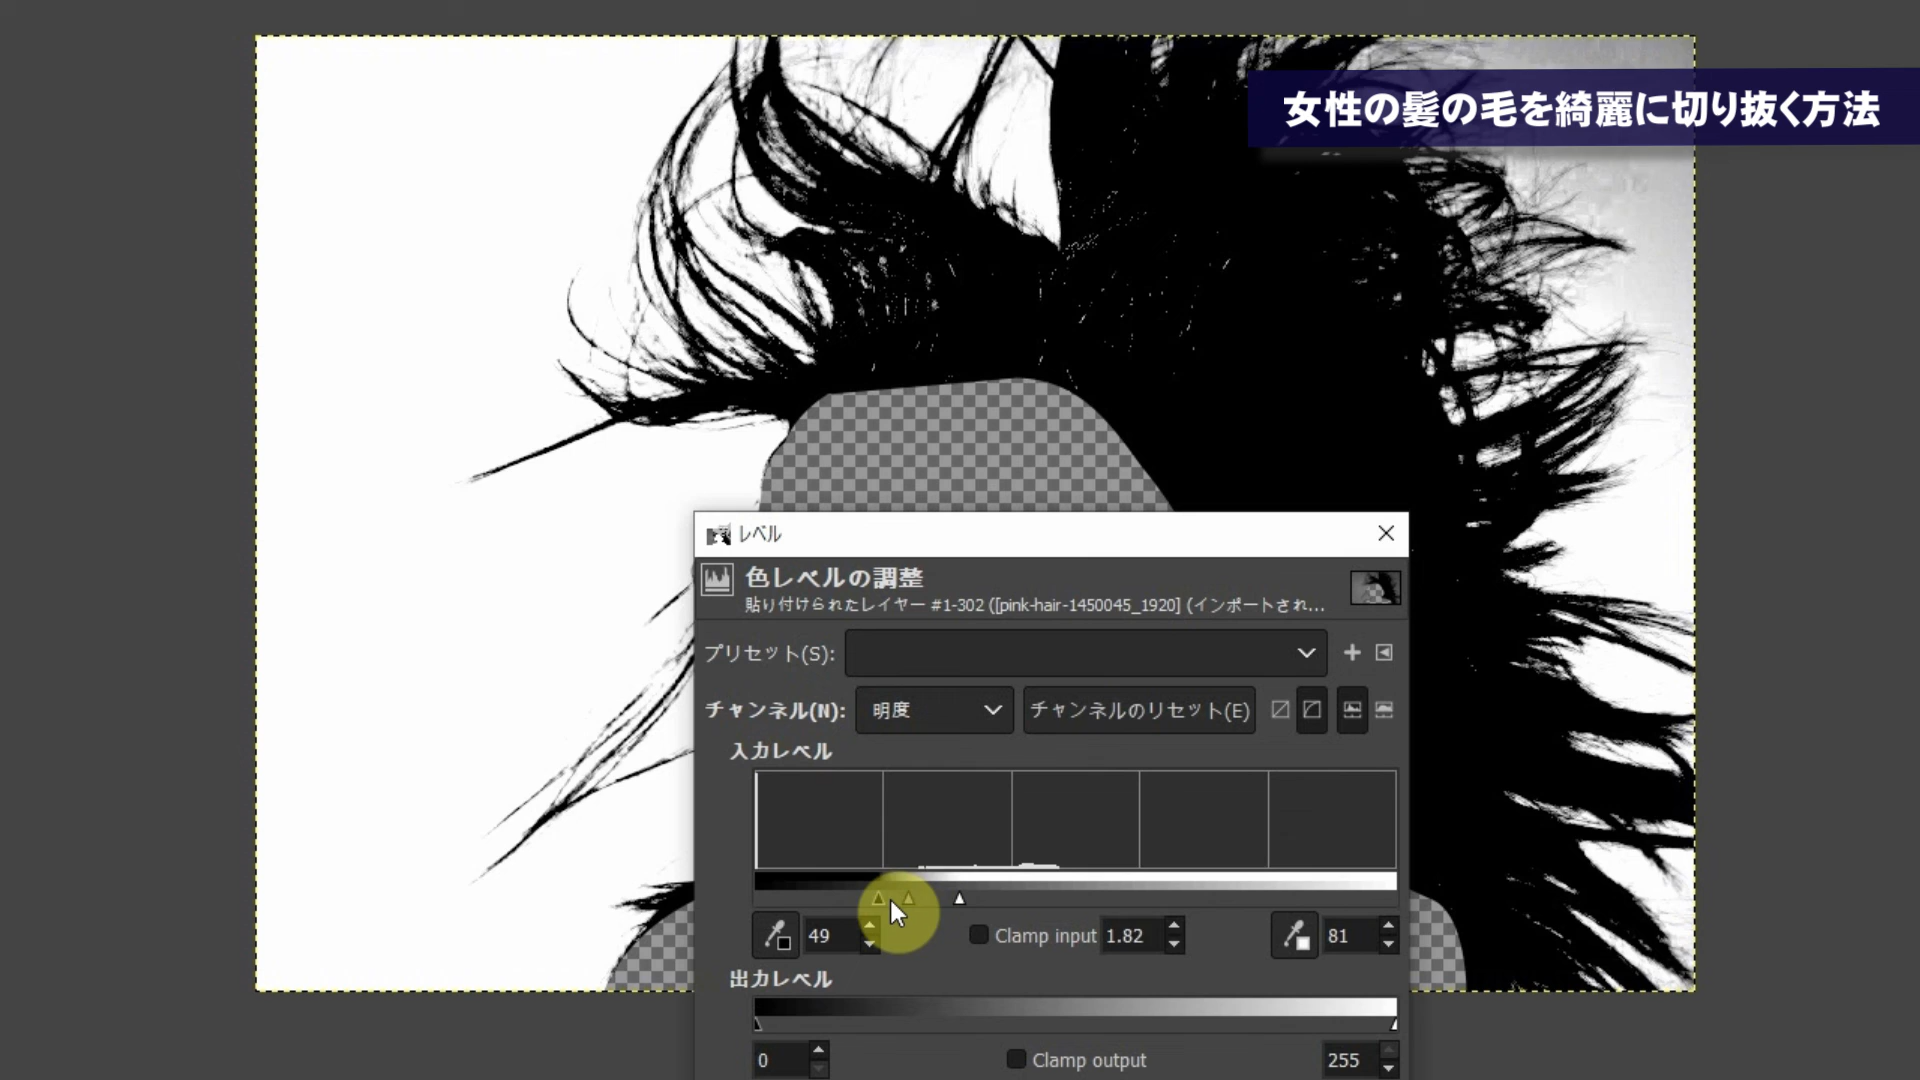 女性の髪の毛を綺麗に切り抜く方法
レベル
色レベルの調整
貼り付けられたレイヤー #1-302 ([pink-hair-1450045_1920] (インポートされ...
プリセット(S):
チャンネル(N): 明度 チャンネルのリセット(E)
入力レベル
49 Clamp input 1.82 81
出力レベル
0 Clamp output 255